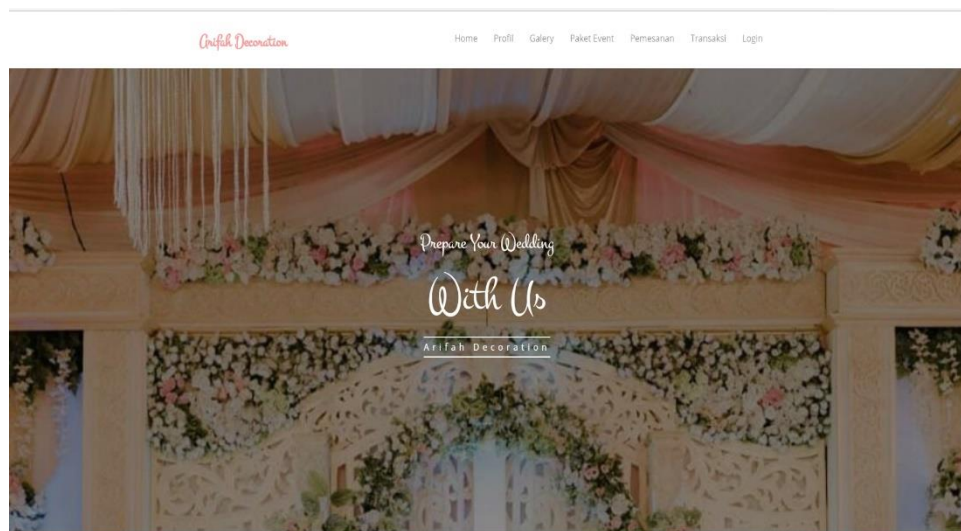 Arifah Decoration
Home Profil Galery Paket Event Pemesanan Transaksi Login
Prepare Your Wedding
With Us
Arifah Decoration